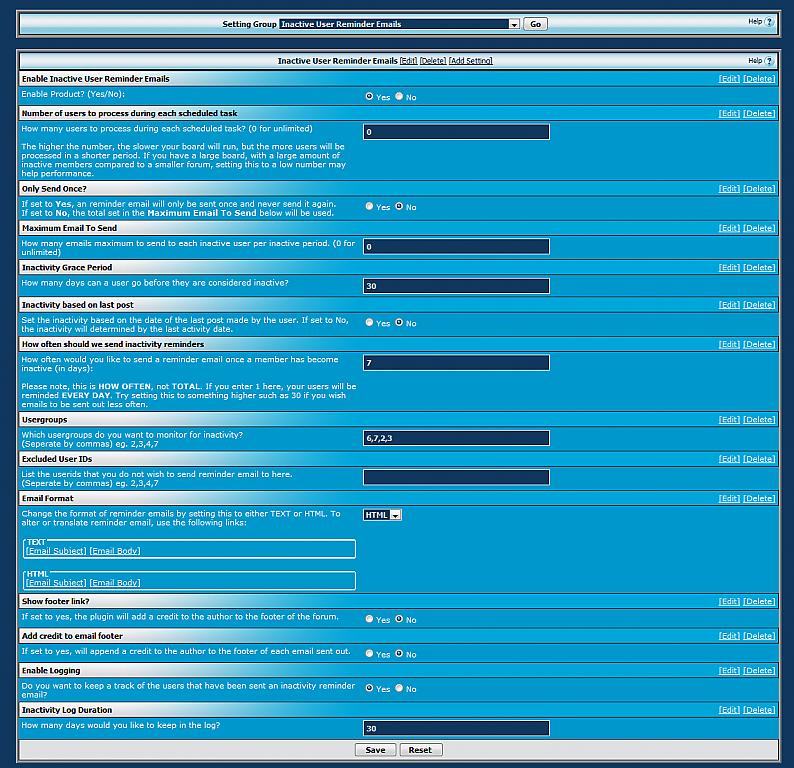 Setting Group Inactive User Reminder Emails Go Help ?
Inactive User Reminder Emails [Edit] [Delete] [Add Setting] Help ?
Enable Inactive User Reminder Emails [Edit] [Delete]
Enable Product? (Yes/No): Yes No
Number of users to process during each scheduled task [Edit] [Delete]
How many users to process during each scheduled task? (0 for unlimited) 0
The higher the number, the slower your board will run, but the more users will be
processed in a shorter period. If you have a large board, with a large amount of
inactive members compared to a smaller forum, setting this to a low number may
help performance.
Only Send Once? [Edit] [Delete]
If set to Yes, an reminder email will only be sent once and never send it again. Yes No
If set to No, the total set in the Maximum Email To Send below will be used.
Maximum Email To Send [Edit] [Delete]
How many emails maximum to send to each inactive user per inactive period. (0 for 0
unlimited)
Inactivity Grace Period [Edit] [Delete]
How many days can a user go before they are considered inactive? 30
Inactivity based on last post [Edit] [Delete]
Set the inactivity based on the date of the last post made by the user. If set to No, Yes No
the inactivity will determined by the last activity date.
How often should we send inactivity reminders [Edit] [Delete]
How often would you like to send a reminder email once a member has become 7
inactive (in days):
Please note, this is HOW OFTEN, not TOTAL. If you enter 1 here, your users will be
reminded EVERY DAY. Try setting this to something higher such as 30 if you wish
emails to be sent out less often.
Usergroups [Edit] [Delete]
Which usergroups do you want to monitor for inactivity? 6,7,2,3
(Seperate by commas) eg. 2,3,4,7
Excluded User IDs [Edit] [Delete]
List the userids that you do not wish to send reminder email to here.
(Seperate by commas) eg. 2,3,4,7
Email Format [Edit] [Delete]
Change the format of reminder emails by setting this to either TEXT or HTML. To HTML
alter or translate reminder email, use the following links:
TEXT
[Email Subject] [Email Body]
HTML
[Email Subject] [Email Body]
Show footer link? [Edit] [Delete]
If set to yes, the plugin will add a credit to the author to the footer of the forum. Yes No
Add credit to email footer [Edit] [Delete]
If set to yes, will append a credit to the author to the footer of each email sent out. Yes No
Enable Logging [Edit] [Delete]
Do you want to keep a track of the users that have been sent an inactivity reminder Yes No
email?
Inactivity Log Duration [Edit] [Delete]
How many days would you like to keep in the log? 30
Save Reset